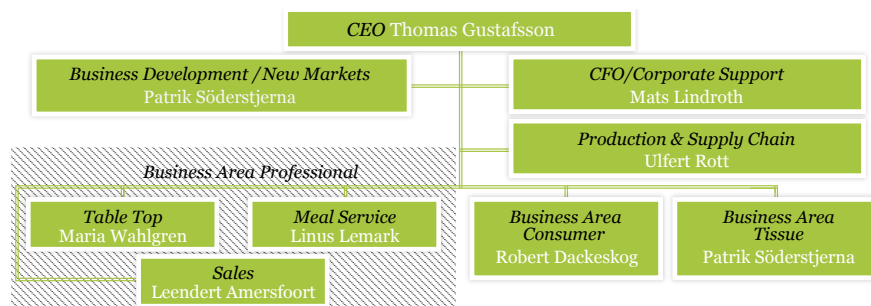 CEO Thomas Gustafsson
Business Development /New Markets
Patrik Söderstjerna
CFO/Corporate Support
Mats Lindroth
Production & Supply Chain
Ulfert Rott
Business Area Professional
Table Top
Maria Wahlgren
Meal Service
Linus Lemark
Business Area
Consumer
Robert Dackeskog
Business Area
Tissue
Patrik Söderstjerna
Sales
Leendert Amersfoort